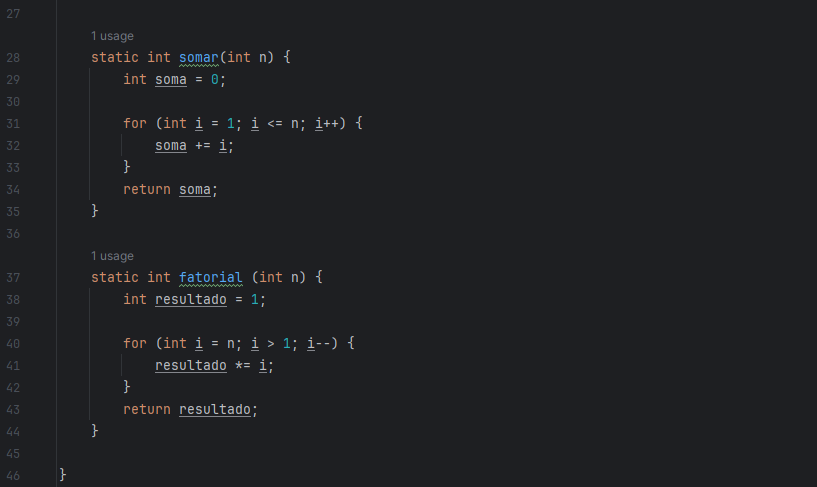 27
1 usage
28 static int somar(int n) {
29 int soma = 0;
30
31 for (int i = 1; i <= n; i++) {
32 soma += i;
33 }
34 return soma;
35 }
36
1 usage
37 static int fatorial (int n) {
38 int resultado = 1;
39
40 for (int i = n; i > 1; i--) {
41 resultado *= i;
42 }
43 return resultado;
44 }
45
46 }